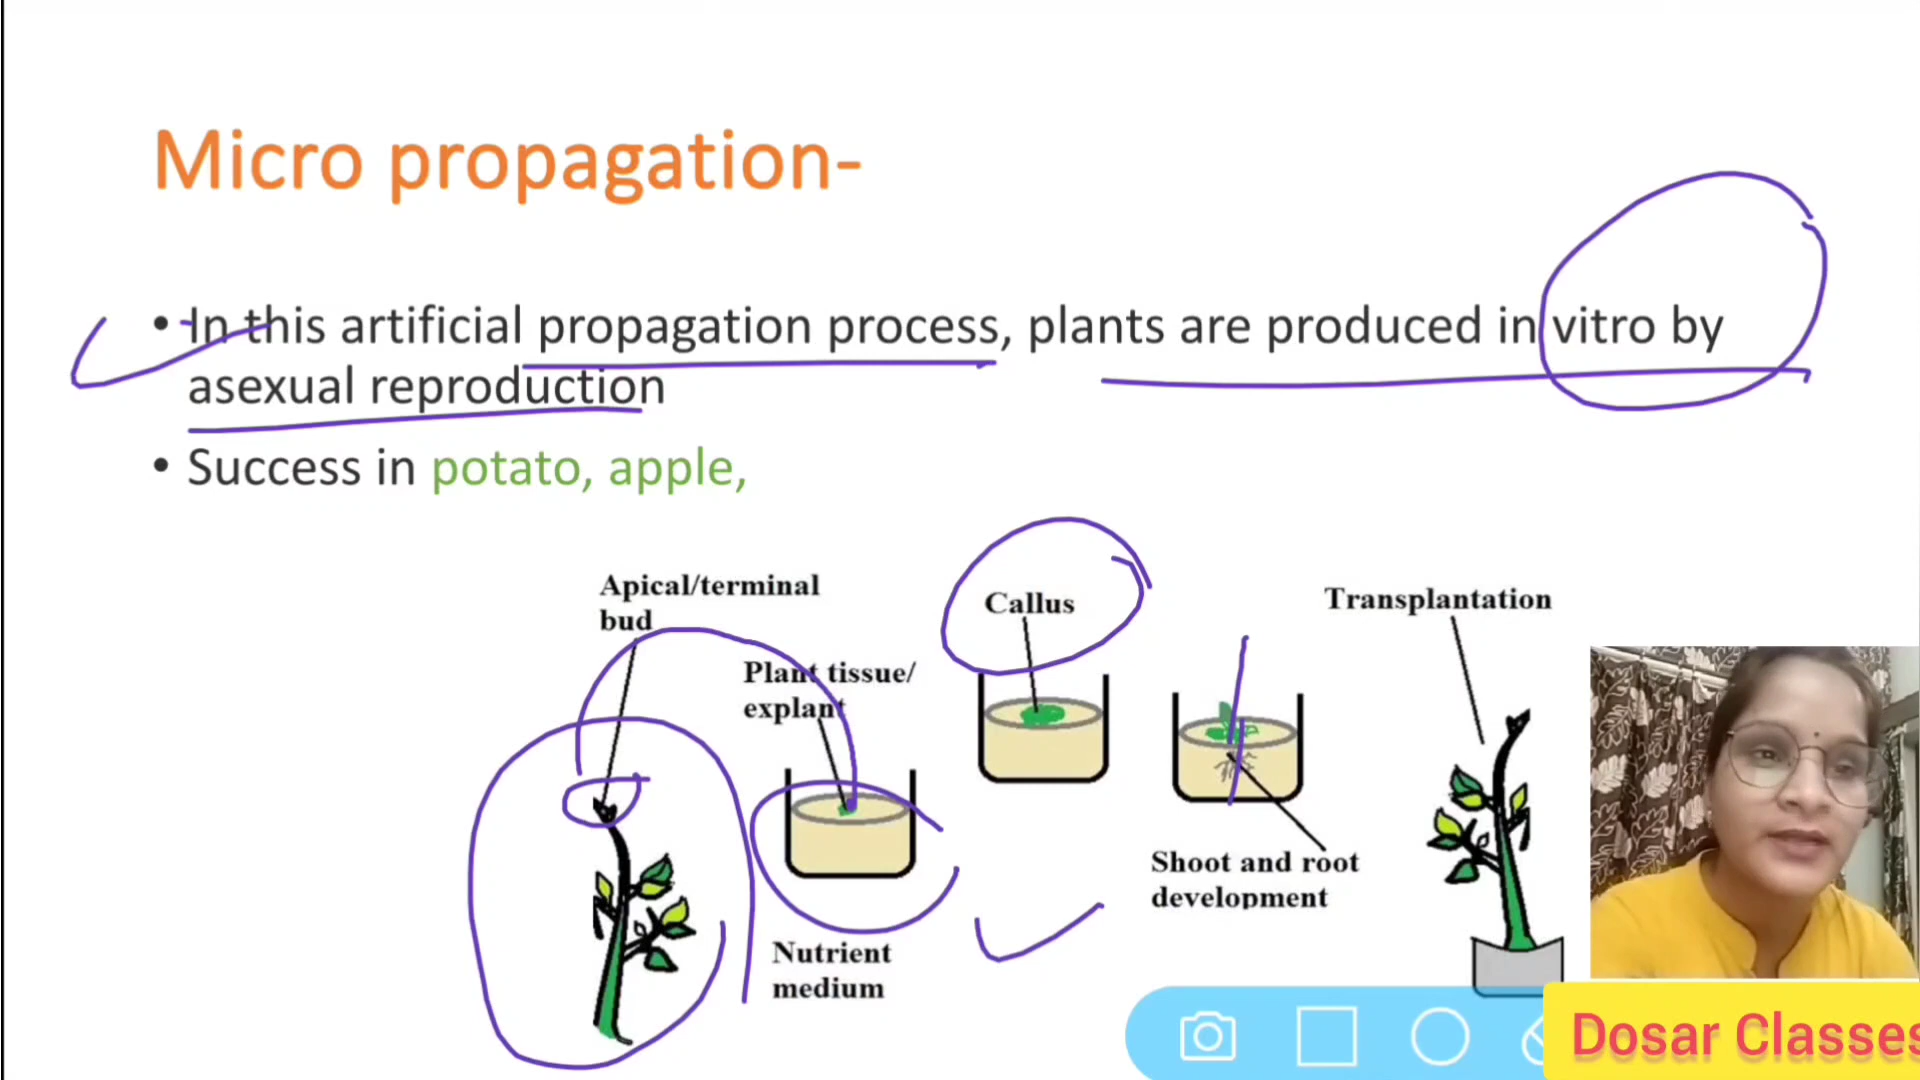 Micro propagation-
• In this artificial propagation process, plants are produced in vitro by
asexual reproduction
• Success in potato, apple,
Apical/terminal
bud
Plant tissue/
explant
Callus
Transplantation
Shoot and root
development
Nutrient
medium
Dosar Classes